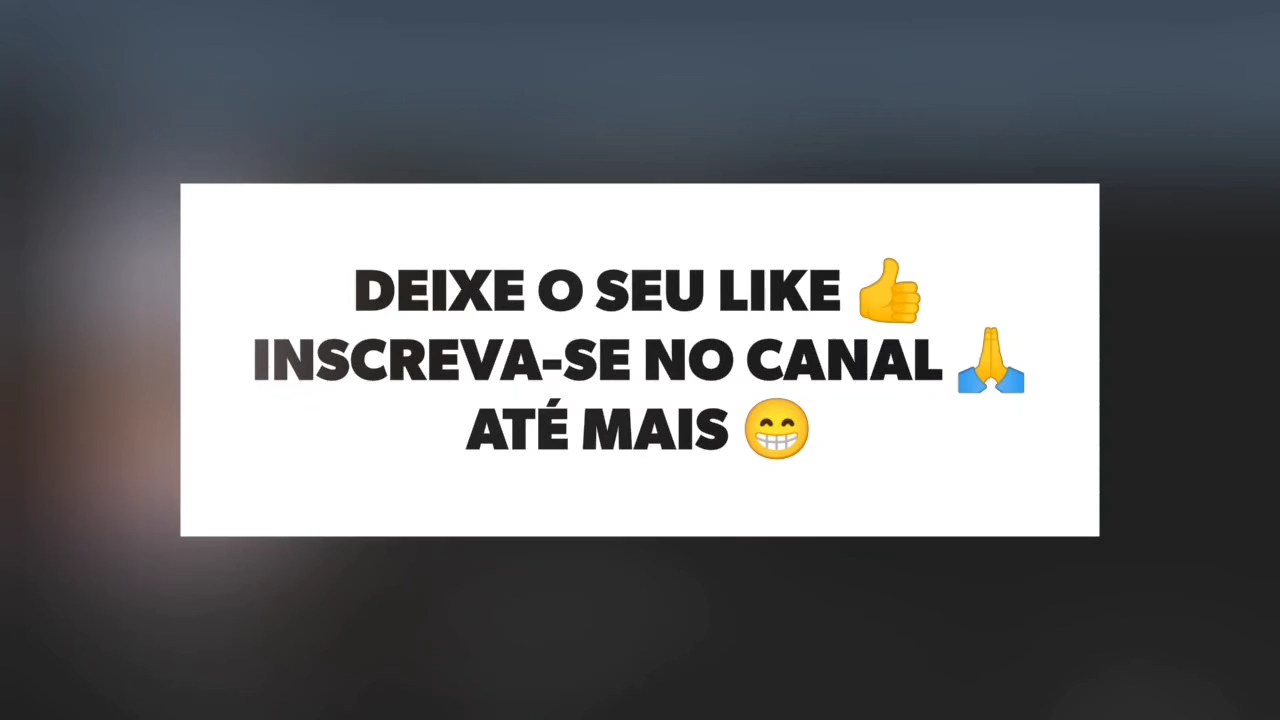 DEIXE O SEU LIKE 👍
INSCREVA-SE NO CANAL 🙏
ATÉ MAIS 😁